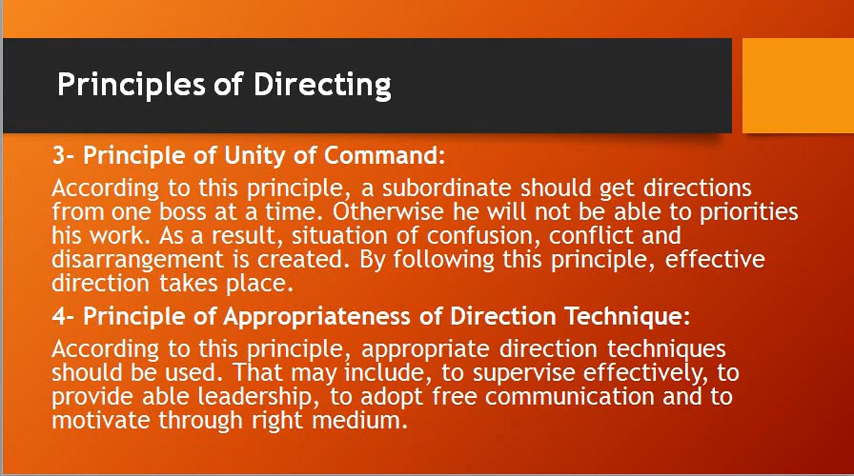 Principles of Directing
3- Principle of Unity of Command:
According to this principle, a subordinate should get directions
from one boss at a time. Otherwise he will not be able to priorities
his work. As a result, situation of confusion, conflict and
disarrangement is created. By following this principle, effective
direction takes place.
4- Principle of Appropriateness of Direction Technique:
According to this principle, appropriate direction techniques
should be used. That may include, to supervise effectively, to
provide able leadership, to adopt free communication and to
motivate through right medium.